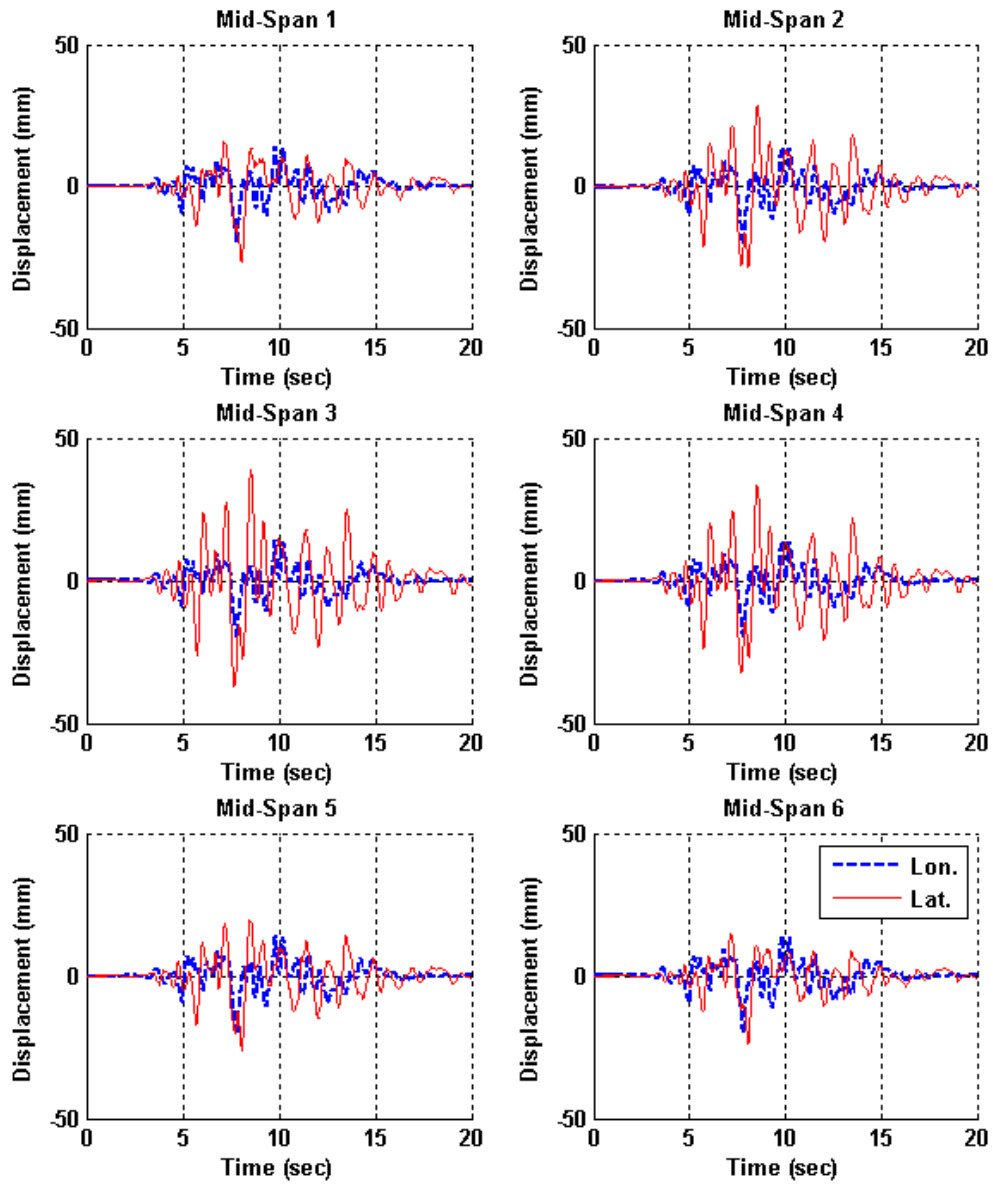 Mid-Span 1
50
0
-50
Displacement (mm)
0 5 10 15 20
Time (sec)
Mid-Span 2
50
0
-50
Displacement (mm)
0 5 10 15 20
Time (sec)
Mid-Span 3
50
0
-50
Displacement (mm)
0 5 10 15 20
Time (sec)
Mid-Span 4
50
0
-50
Displacement (mm)
0 5 10 15 20
Time (sec)
Mid-Span 5
50
0
-50
Displacement (mm)
0 5 10 15 20
Time (sec)
Mid-Span 6
50
0
-50
Displacement (mm)
Lon.
Lat.
0 5 10 15 20
Time (sec)